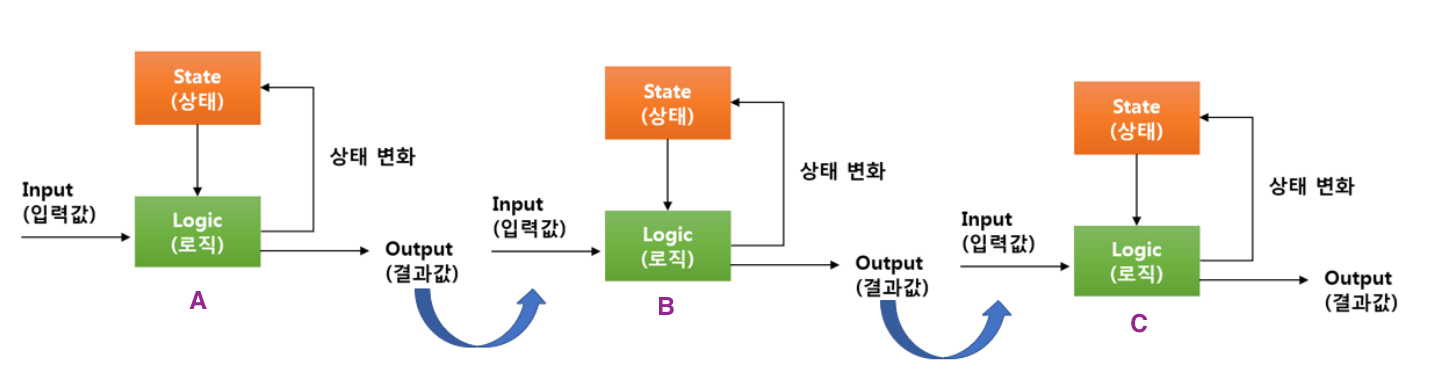 State
(상태)
상태 변화
Input
(입력값)
Logic
(로직)
Output
(결과값)
A
State
(상태)
상태 변화
Input
(입력값)
Logic
(로직)
Output
(결과값)
B
State
(상태)
상태 변화
Input
(입력값)
Logic
(로직)
Output
(결과값)
C